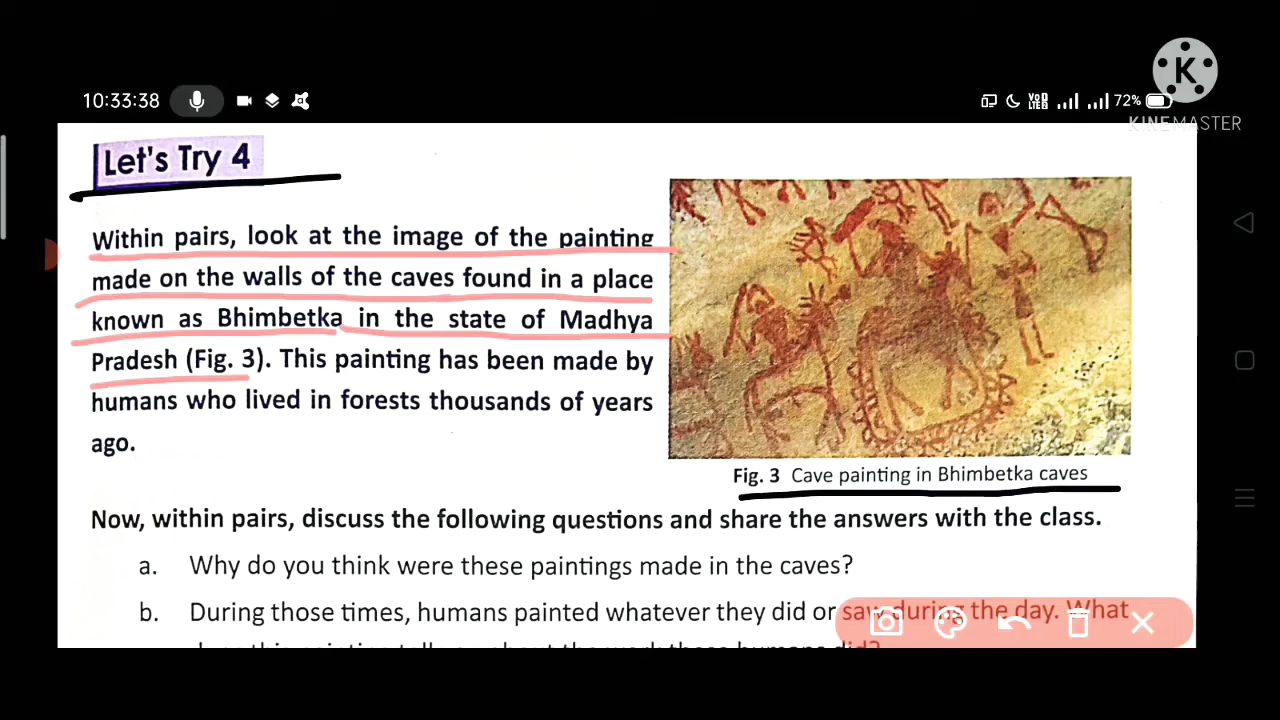 10:33:38
72%
KINEMASTER
Let's Try 4
Within pairs, look at the image of the painting
made on the walls of the caves found in a place
known as Bhimbetka in the state of Madhya
Pradesh (Fig. 3). This painting has been made by
humans who lived in forests thousands of years
ago.
Fig. 3 Cave painting in Bhimbetka caves
Now, within pairs, discuss the following questions and share the answers with the class.
a. Why do you think were these paintings made in the caves?
b. During those times, humans painted whatever they did or saw during the day. What